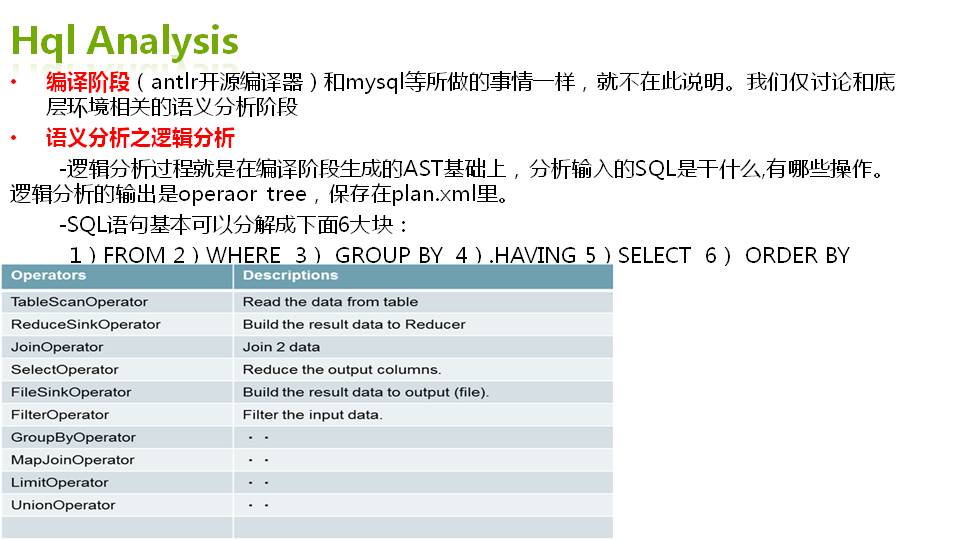 Hql Analysis
• 编译阶段（antlr开源编译器）和mysql等所做的事情一样，就不在此说明。我们仅讨论和底
层环境相关的语义分析阶段
• 语义分析之逻辑分析
-逻辑分析过程就是在编译阶段生成的AST基础上，分析输入的SQL是干什么,有哪些操作。
逻辑分析的输出是operaor tree，保存在plan.xml里。
-SQL语句基本可以分解成下面6大块：
1）FROM 2）WHERE 3） GROUP BY 4）.HAVING 5）SELECT 6） ORDER BY
Operators Descriptions
TableScanOperator Read the data from table
ReduceSinkOperator Build the result data to Reducer
JoinOperator Join 2 data
SelectOperator Reduce the output columns.
FileSinkOperator Build the result data to output (file).
FilterOperator Filter the input data.
GroupByOperator ・・
MapJoinOperator ・・
LimitOperator ・・
UnionOperator ・・